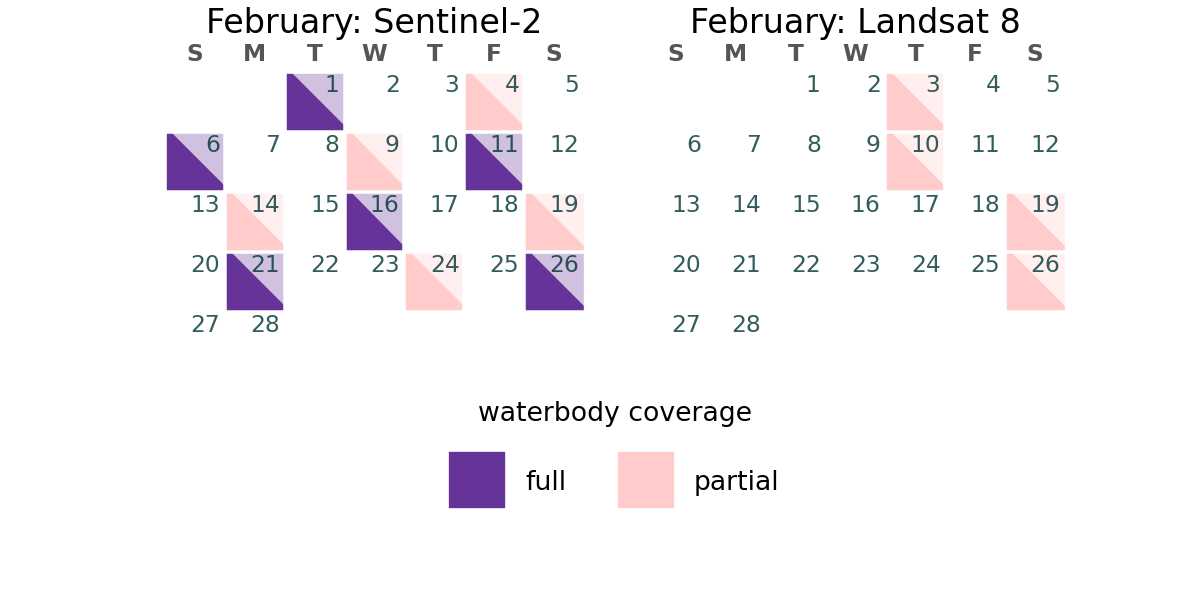 February: Sentinel-2
S M T W T F S
1 2 3 4 5
6 7 8 9 10 11 12
13 14 15 16 17 18 19
20 21 22 23 24 25 26
27 28
February: Landsat 8
S M T W T F S
1 2 3 4 5
6 7 8 9 10 11 12
13 14 15 16 17 18 19
20 21 22 23 24 25 26
27 28
waterbody coverage
full
partial